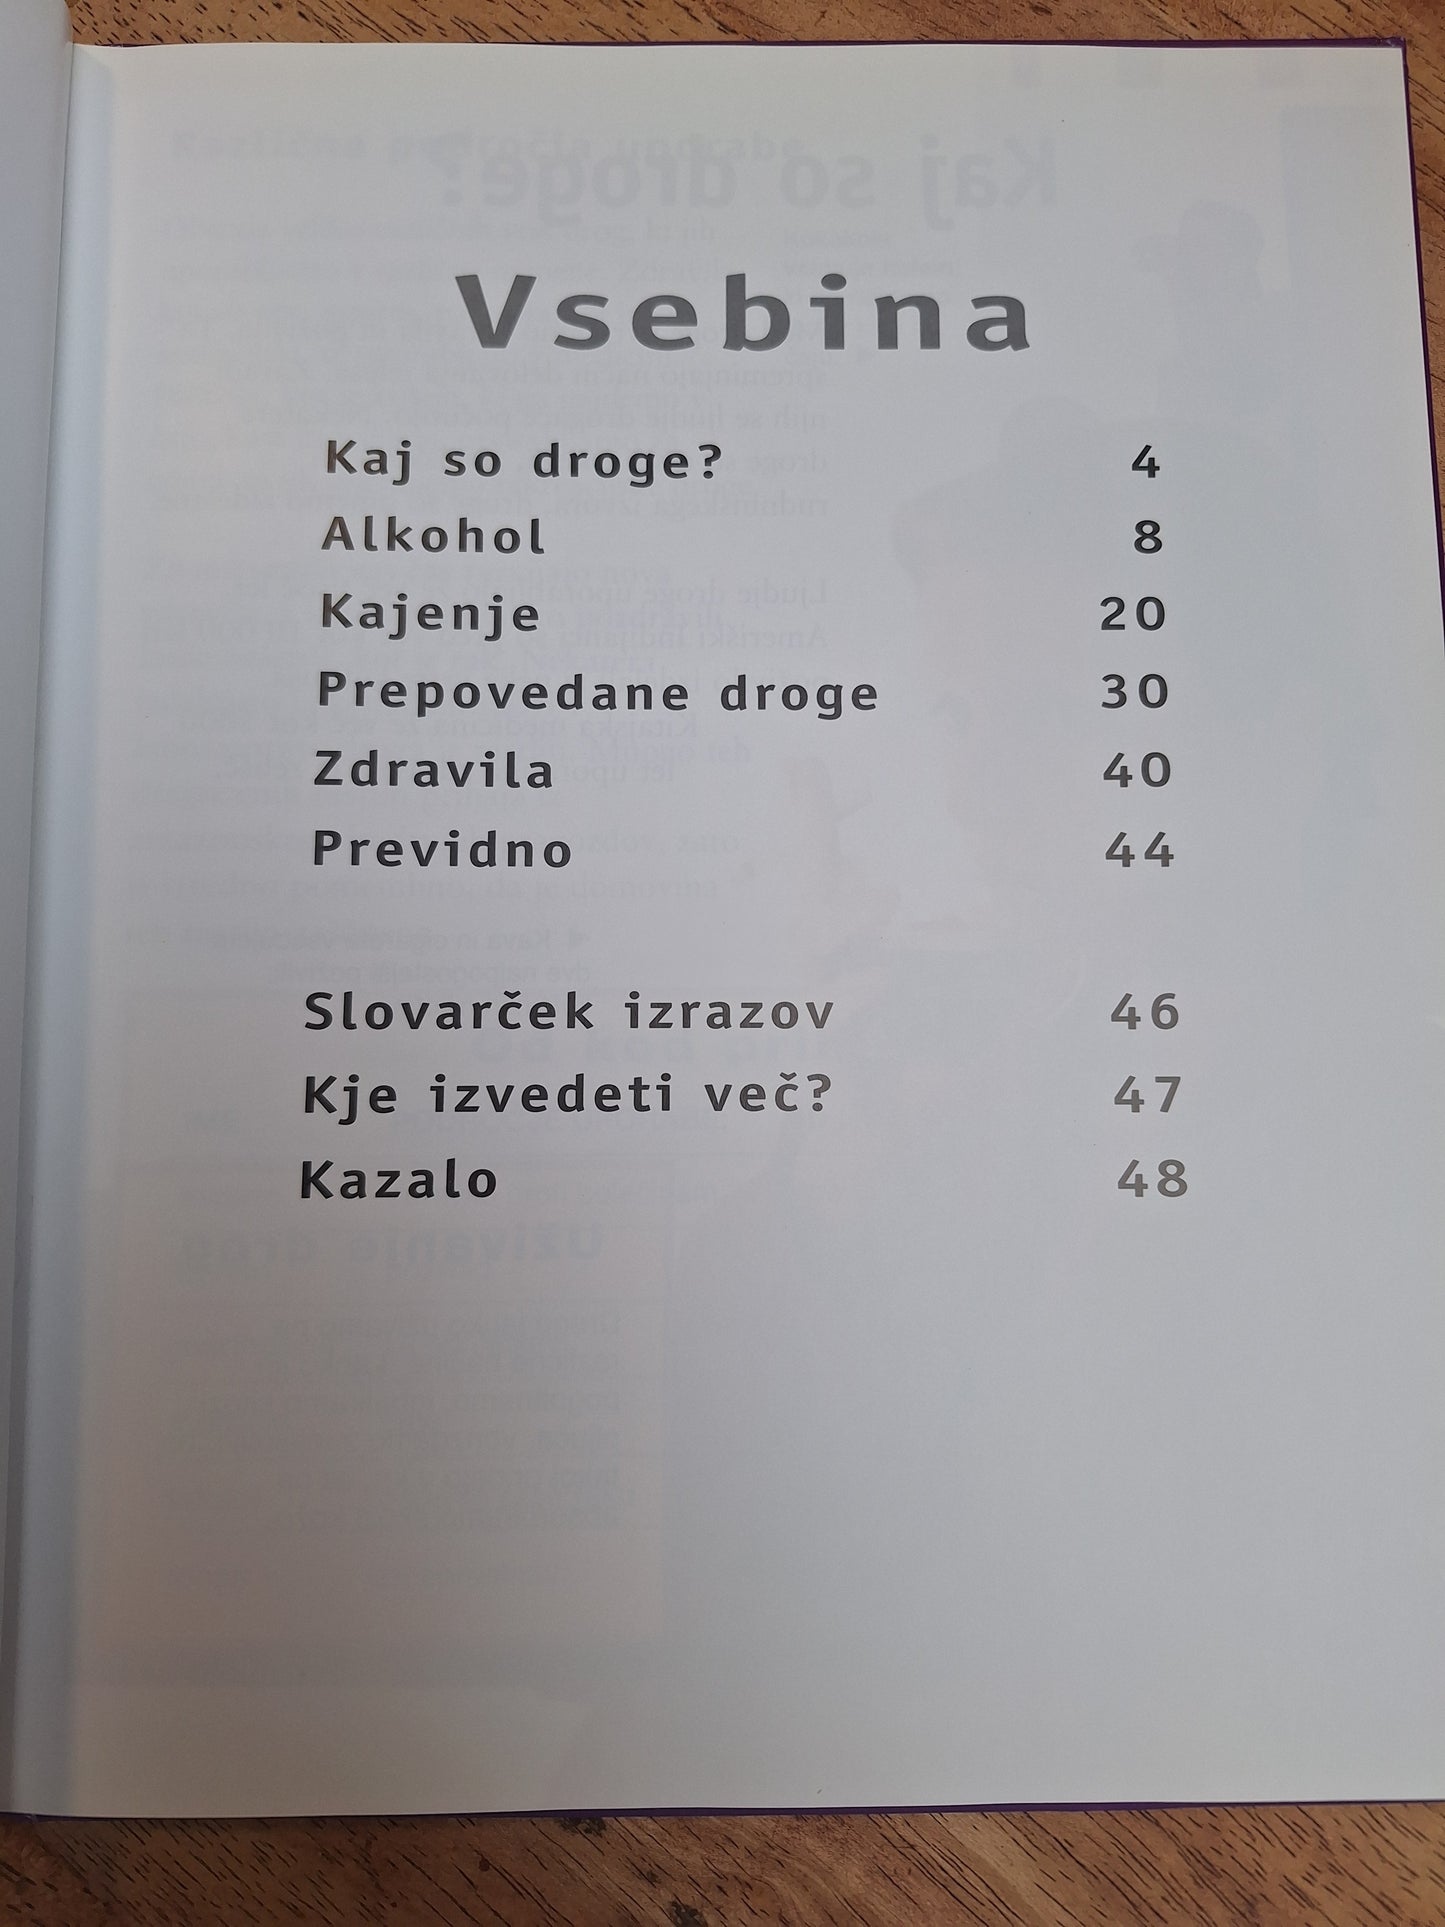 Vsebina
Kaj so droge? 4
Alkohol 8
Kajenje 20
Prepovedane droge 30
Zdravila 40
Previdno 44
Slovarček izrazov 46
Kje izvedeti več? 47
Kazalo 48